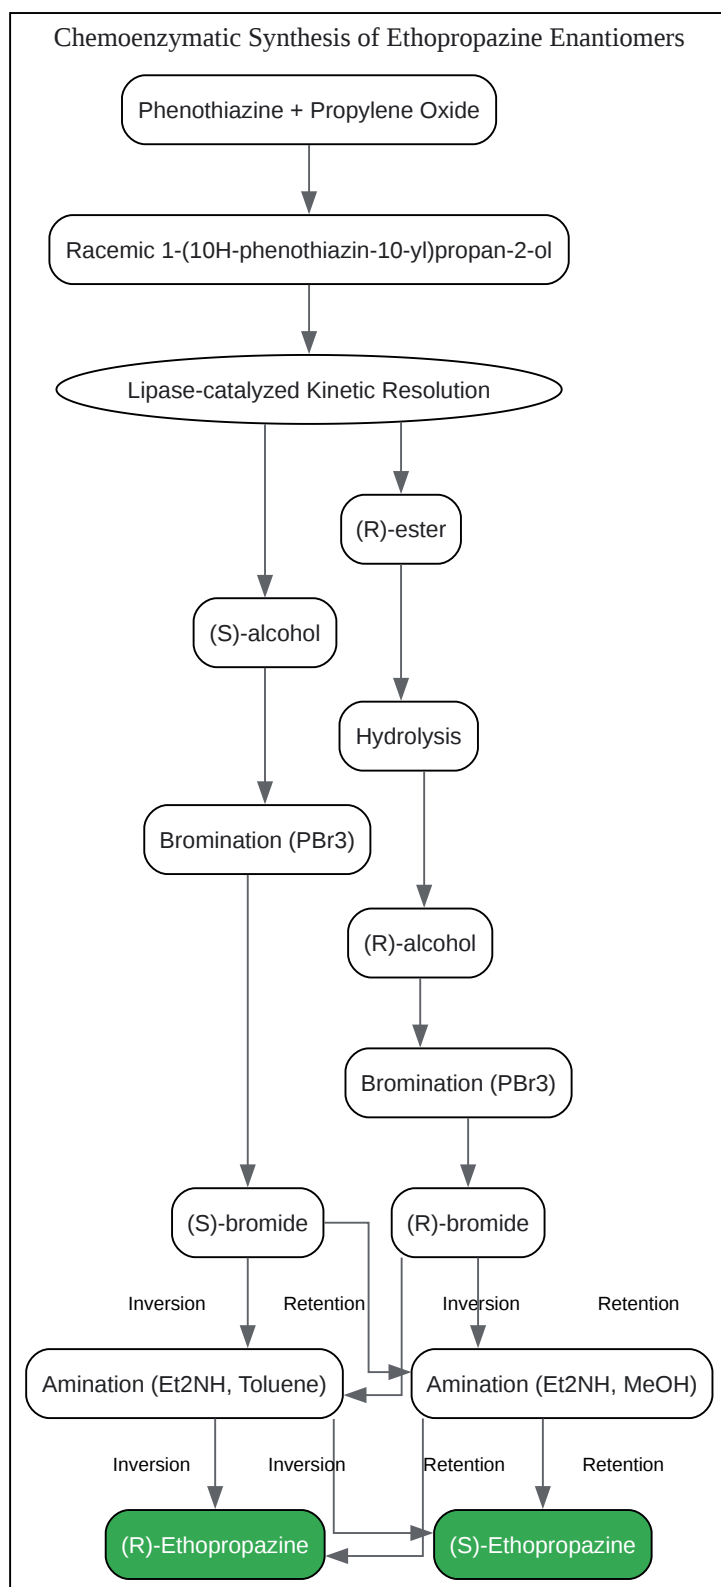 Chemoenzymatic Synthesis of Ethopropazine Enantiomers
Phenothiazine + Propylene Oxide
Racemic 1-(10H-phenothiazin-10-yl)propan-2-ol
Lipase-catalyzed Kinetic Resolution
(R)-ester
(S)-alcohol
Hydrolysis
Bromination (PBr3)
(R)-alcohol
Bromination (PBr3)
(S)-bromide
(R)-bromide
Inversion
Retention
Inversion
Retention
Amination (Et2NH, Toluene)
Amination (Et2NH, MeOH)
Inversion
Inversion
Retention
Retention
(R)-Ethopropazine
(S)-Ethopropazine